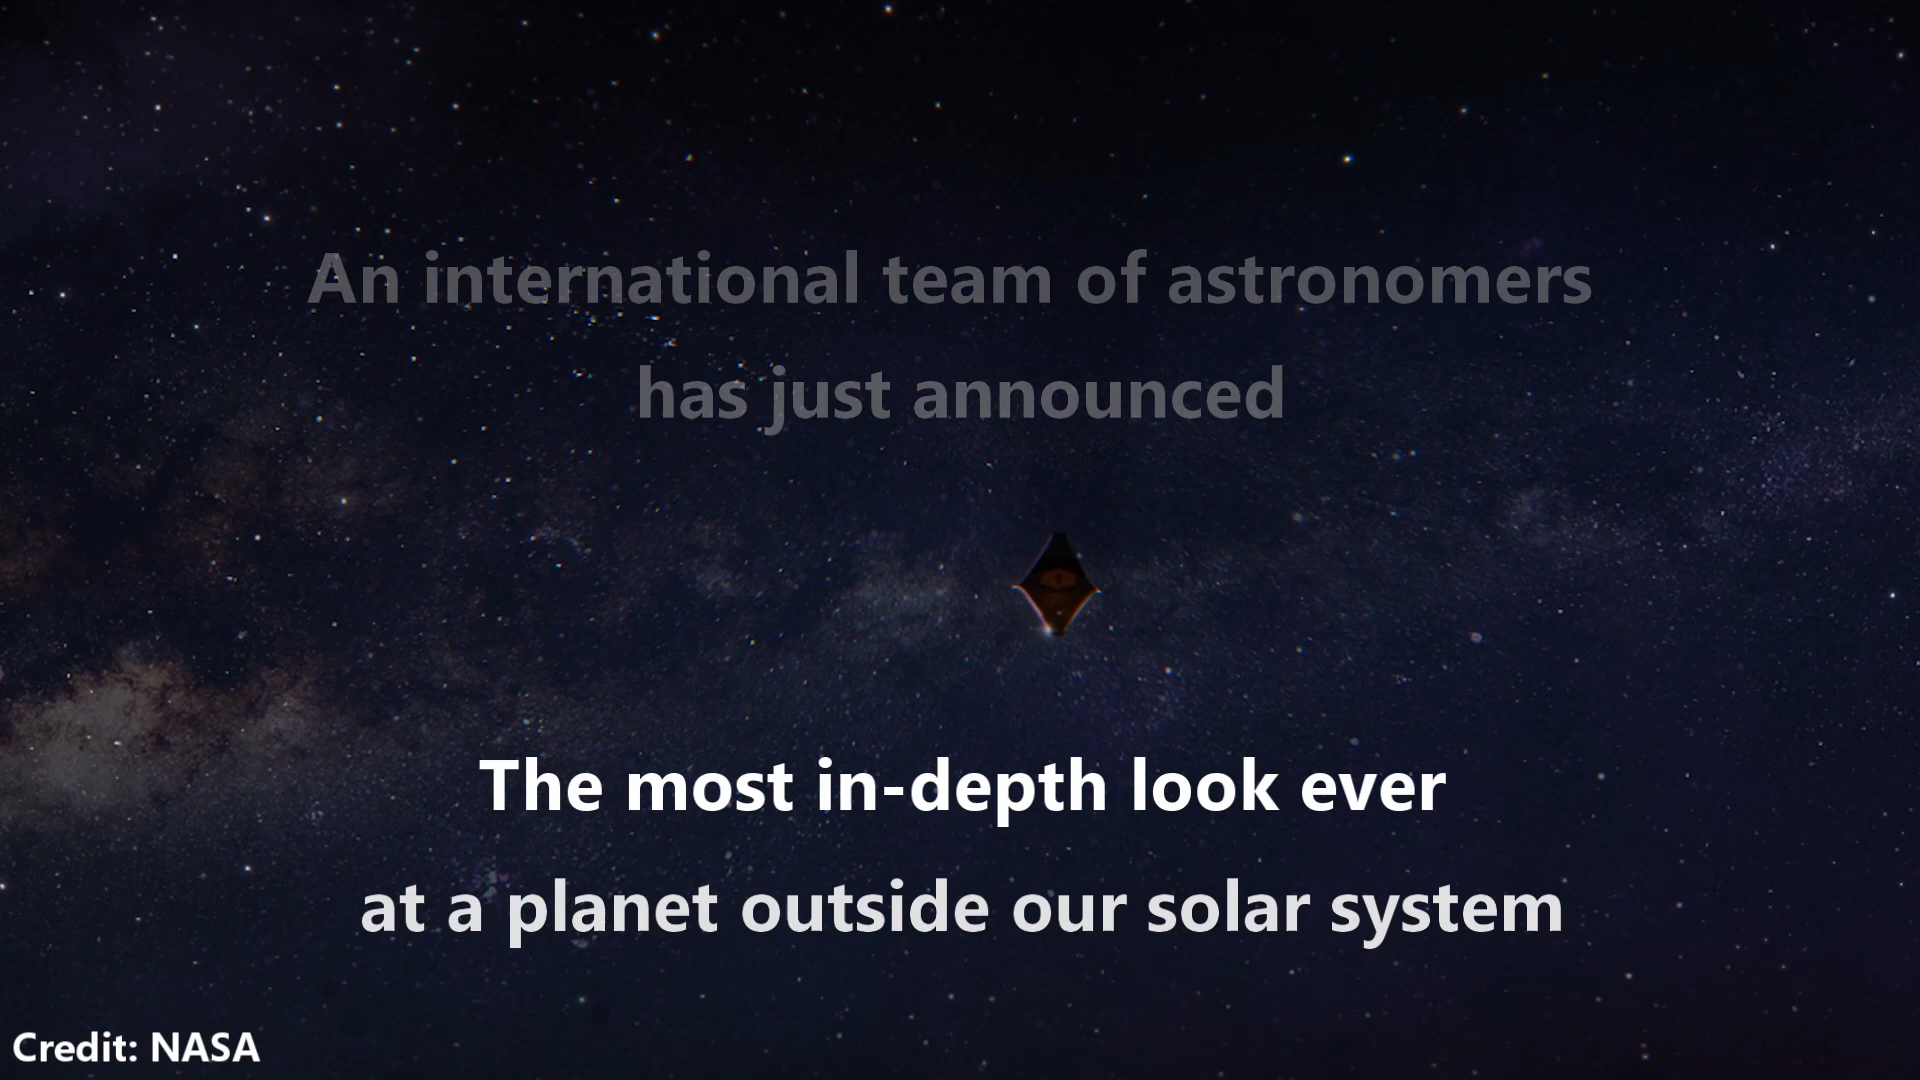 An international team of astronomers
has just announced
The most in-depth look ever
at a planet outside our solar system
Credit: NASA